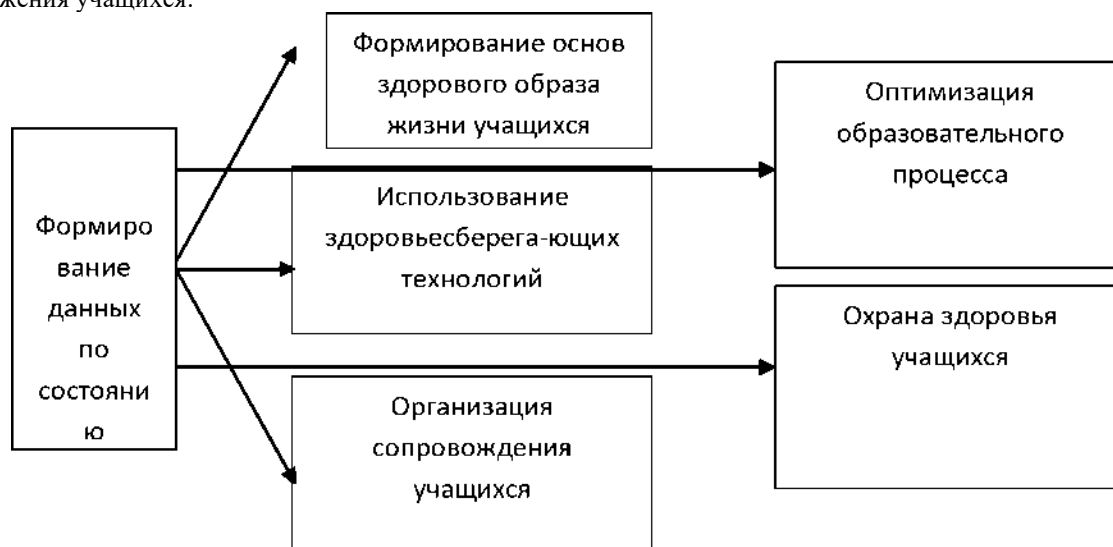 жения учащихся.
Формирование основ
здорового образа
жизни учащихся
Оптимизация
образовательного
процесса
Формиро
вание
данных
по
состояни
ю
Использование
здоровьесберега-ющих
технологий
Охрана здоровья
учащихся
Организация
сопровождения
учащихся